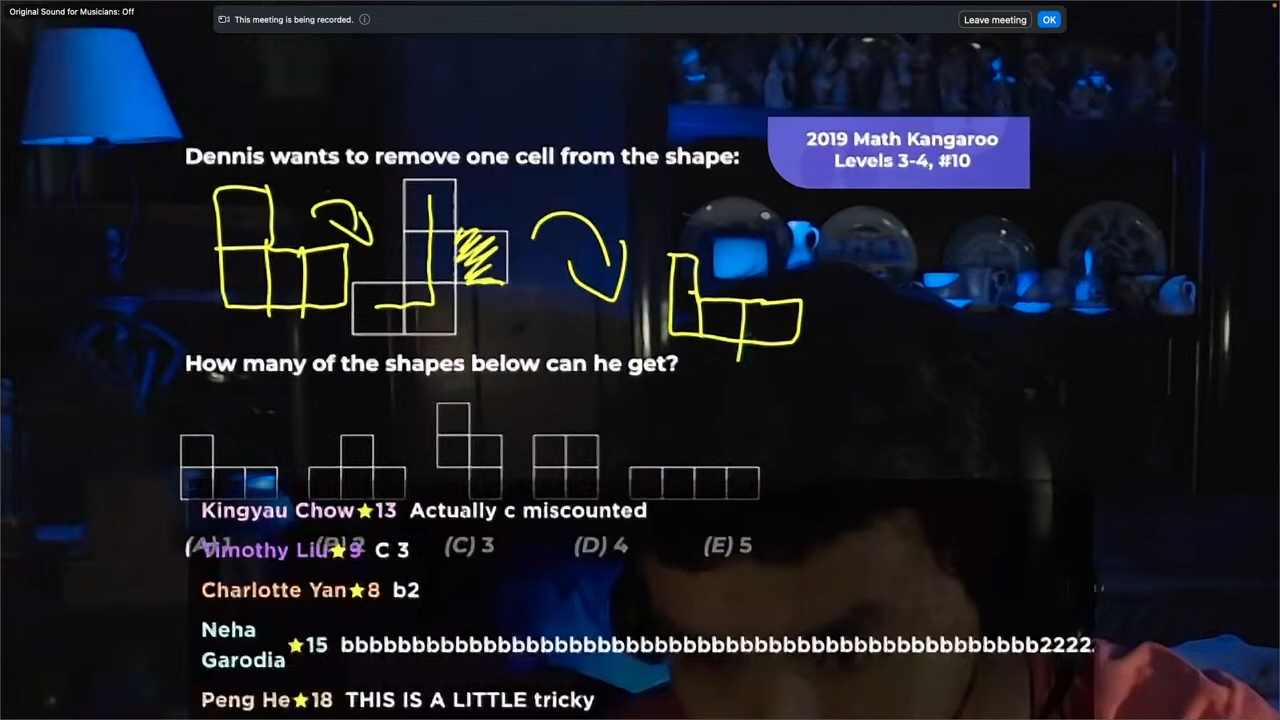 Original Sound for Musicians: Off
This meeting is being recorded.
Leave meeting
OK
2019 Math Kangaroo
Levels 3-4, #10
Dennis wants to remove one cell from the shape:
How many of the shapes below can he get?
Kingyau Chow 13 Actually c miscounted
(A) 1 (B) 2 (C) 3 (D) 4 (E) 5
Timothy Liu 9 C 3
Charlotte Yan 8 b2
Neha
Garodia 15 bbbbbbbbbbbbbbbbbbbbbbbbbbbbbbbbbbbbbbbbbbbbbbbbb2222
Peng He 18 THIS IS A LITTLE tricky